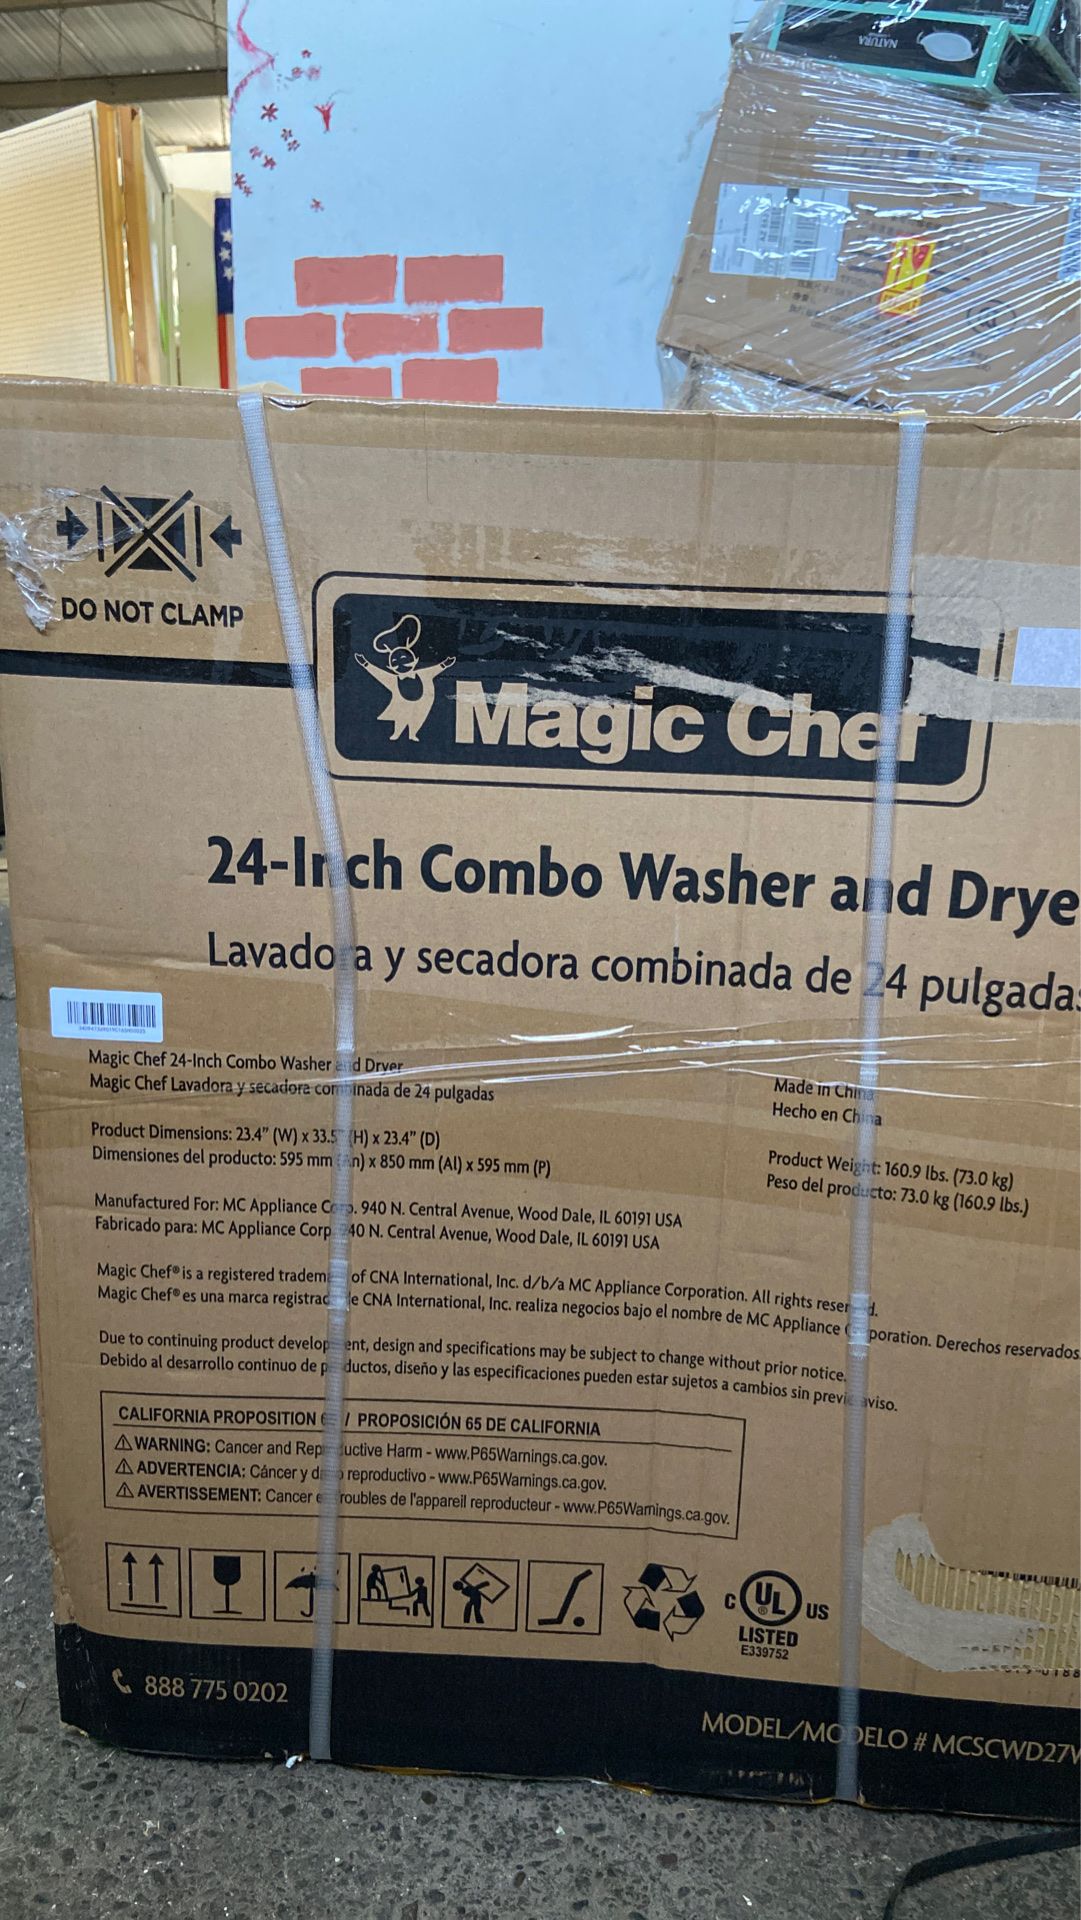 NATURA
DO NOT CLAMP
Magic Chef
24-Inch Combo Washer and Drye
Lavadora y secadora combinada de 24 pulgadas
Magic Chef 24-Inch Combo Washer and Dryer
Magic Chef Lavadora y secadora combinada de 24 pulgadas
Made in China
Hecho en China
Product Dimensions: 23.4" (W) x 33.5" (H) x 23.4" (D)
Dimensiones del producto: 595 mm (An) x 850 mm (Al) x 595 mm (P)
Product Weight: 160.9 lbs. (73.0 kg)
Peso del producto: 73.0 kg (160.9 lbs.)
Manufactured For: MC Appliance Corp. 940 N. Central Avenue, Wood Dale, IL 60191 USA
Fabricado para: MC Appliance Corp 940 N. Central Avenue, Wood Dale, IL 60191 USA
Magic Chef® is a registered trademark of CNA International, Inc. d/b/a MC Appliance Corporation. All rights reserved.
Magic Chef® es una marca registrada de CNA International, Inc. realiza negocios bajo el nombre de MC Appliance Corporation. Derechos reservados.
Due to continuing product development, design and specifications may be subject to change without prior notice.
Debido al desarrollo continuo de productos, diseño y las especificaciones pueden estar sujetos a cambios sin previo aviso.
CALIFORNIA PROPOSITION 65 / PROPOSICIÓN 65 DE CALIFORNIA
⚠WARNING: Cancer and Reproductive Harm - www.P65Warnings.ca.gov.
⚠ADVERTENCIA: Cáncer y daño reproductivo - www.P65Warnings.ca.gov.
⚠AVERTISSEMENT: Cancer et Troubles de l'appareil reproducteur - www.P65Warnings.ca.gov.
C UL® US
LISTED
E339752
888 775 0202
MODEL/MODELO # MCSCWD27